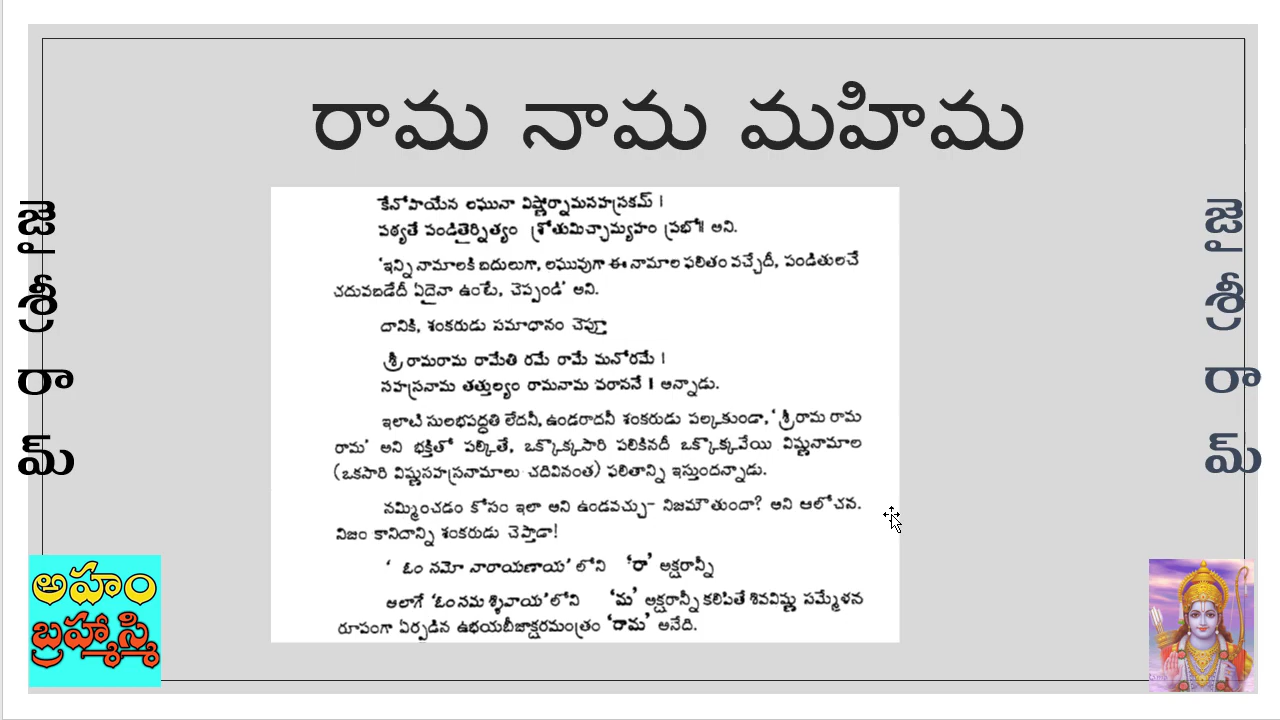 రామ నామ మహిమ
కేనోపాయేన లఘునా విష్ణోర్నామసహస్రకమ్ ।
పఠ్యతే పండితైర్నిత్యం శ్రోతుమిచ్ఛామ్యహం ప్రభో॥ అని.
'ఇన్ని నామాలకి బదులుగా, లఘువుగా ఈ నామాల ఫలితం వచ్చేదీ, పండితులచే
చదువబడేదీ ఏదైనా ఉంటే, చెప్పండి' అని.
దానికి, శంకరుడు సమాధానం చెప్తూ
శ్రీ రామరామ రామేతి రమే రామే మనోరమే ।
సహస్రనామ తత్తుల్యం రామనామ వరాననే । అన్నాడు.
ఇలాటి సులభపద్ధతి లేదనీ, ఉండరాదనీ శంకరుడు పల్కకుండా, 'శ్రీ రామ రామ
రామ' అని భక్తితో పల్కితే, ఒక్కొక్కసారి పలికినదీ ఒక్కొక్కవేయి విష్ణునామాల
(ఒకసారి విష్ణుసహస్రనామాలు చదివినంత) ఫలితాన్ని ఇస్తుందన్నాడు.
నమ్మించడం కోసం ఇలా అని ఉండవచ్చు- నిజమౌతుందా? అని ఆలోచన.
నిజం కానిదాన్ని శంకరుడు చెప్తాడా!
' ఓం నమో నారాయణాయ' లోని 'రా' అక్షరాన్నీ
ఆలాగే 'ఓంనమ శ్శివాయ'లోని 'మ' అక్షరాన్నీ కలిపితే శివవిష్ణు సమ్మేళన
రూపంగా ఏర్పడిన ఉభయబీజాక్షరమంత్రం 'రామ' అనేది.
జై
శ్రీ
రా
మ్
జై
శ్రీ
రా
మ్
అహం
బ్రహ్మాస్మి